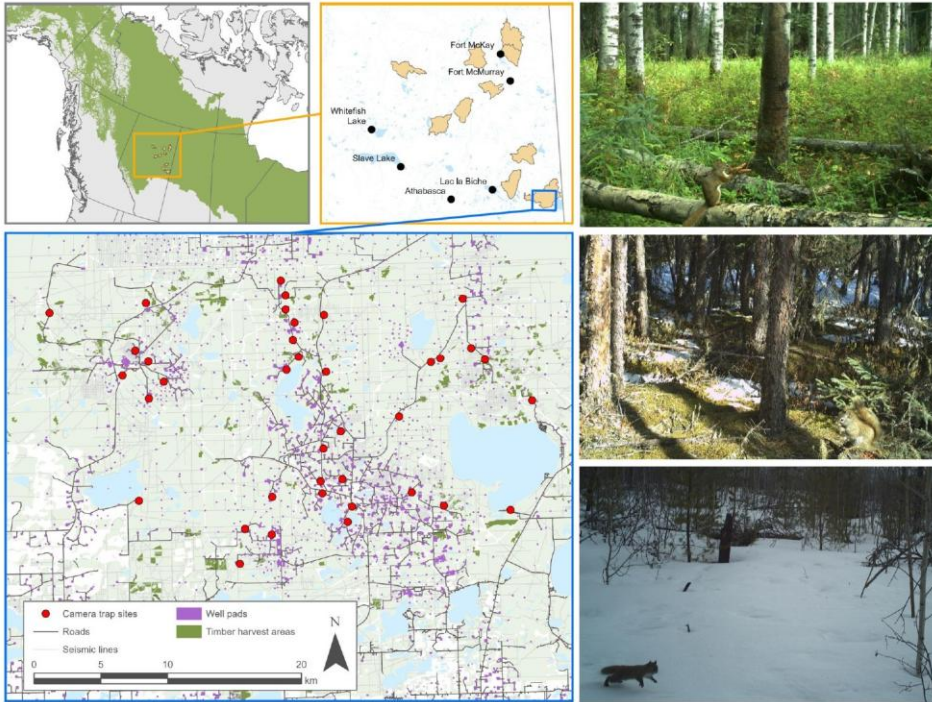 Fort McKay
Fort McMurray
Whitefish
Lake
Slave Lake
Lac la Biche
Athabasca
Camera trap sites
Well pads
Roads
Timber harvest areas
Seismic lines
N
0 5 10 20
km